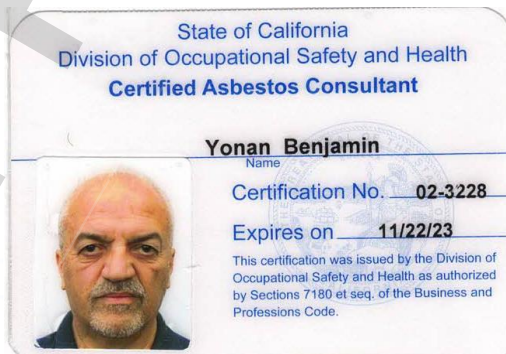 State of California
Division of Occupational Safety and Health
Certified Asbestos Consultant
Yonan Benjamin
Name
Certification No. 02-3228
Expires on 11/22/23
This certification was issued by the Division of
Occupational Safety and Health as authorized
by Sections 7180 et seq. of the Business and
Professions Code.